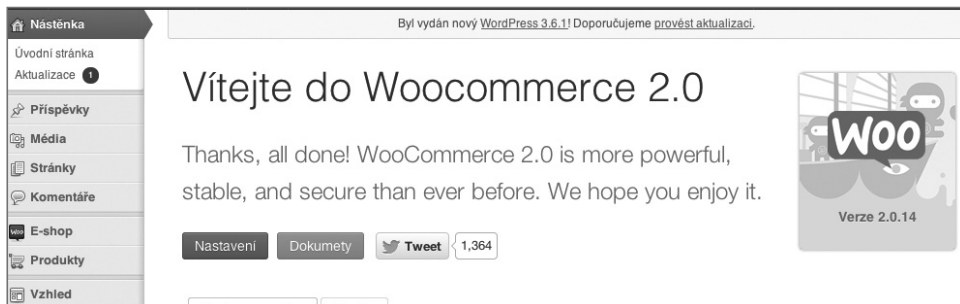 Nástěnka
Úvodní stránka
Aktualizace 1
Příspěvky
Média
Stránky
Komentáře
E-shop
Produkty
Vzhled
Byl vydán nový WordPress 3.6.1! Doporučujeme provést aktualizaci.
Vítejte do Woocommerce 2.0
Thanks, all done! WooCommerce 2.0 is more powerful,
stable, and secure than ever before. We hope you enjoy it.
Nastavení Dokumety Tweet 1,364
WOO
Verze 2.0.14